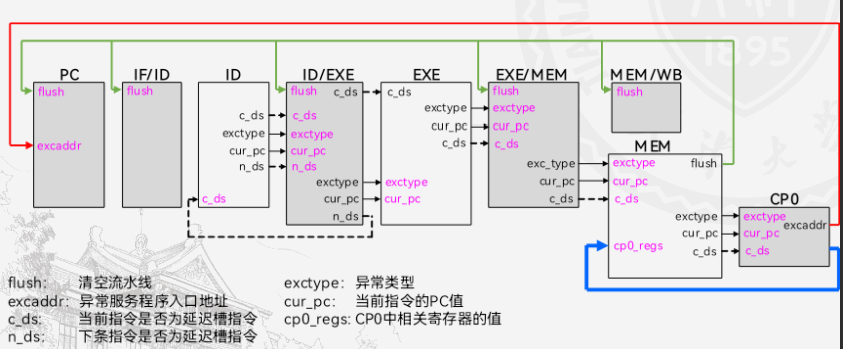 PC
IF/ID
ID
ID/EXE
EXE
EXE/MEM
MEM/WB
flush
flush
flush
c_ds
c_ds
flush
flush
c_ds
c_ds
exctype
exctype
excaddr
exctype
exctype
cur_pc
cur_pc
cur_pc
cur_pc
c_ds
c_ds
n_ds
n_ds
MEM
exc_type
exctype
flush
exctype
exctype
cur_pc
cur_pc
c_ds
cur_pc
cur_pc
c_ds
c_ds
CP0
n_ds
exctype
exctype
excaddr
cur_pc
cur_pc
cp0_regs
c_ds
c_ds
flush: 清空流水线
exctype: 异常类型
excaddr: 异常服务程序入口地址
cur_pc: 当前指令的PC值
c_ds: 当前指令是否为延迟槽指令
cp0_regs: CP0中相关寄存器的值
n_ds: 下条指令是否为延迟槽指令
1895